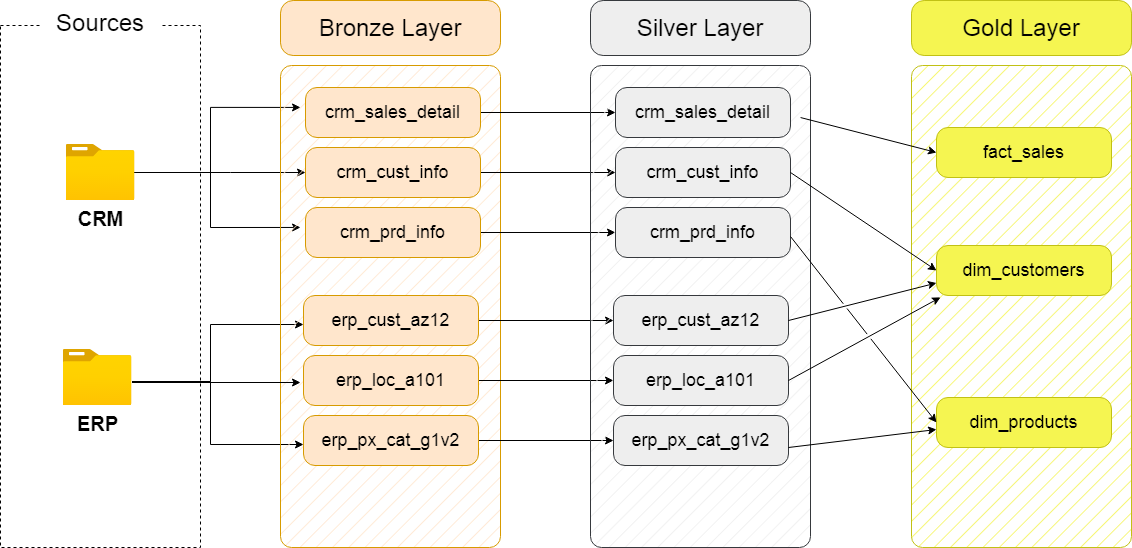 Sources
Bronze Layer
Silver Layer
Gold Layer
CRM
ERP
crm_sales_detail
crm_cust_info
crm_prd_info
erp_cust_az12
erp_loc_a101
erp_px_cat_g1v2
crm_sales_detail
crm_cust_info
crm_prd_info
erp_cust_az12
erp_loc_a101
erp_px_cat_g1v2
fact_sales
dim_customers
dim_products